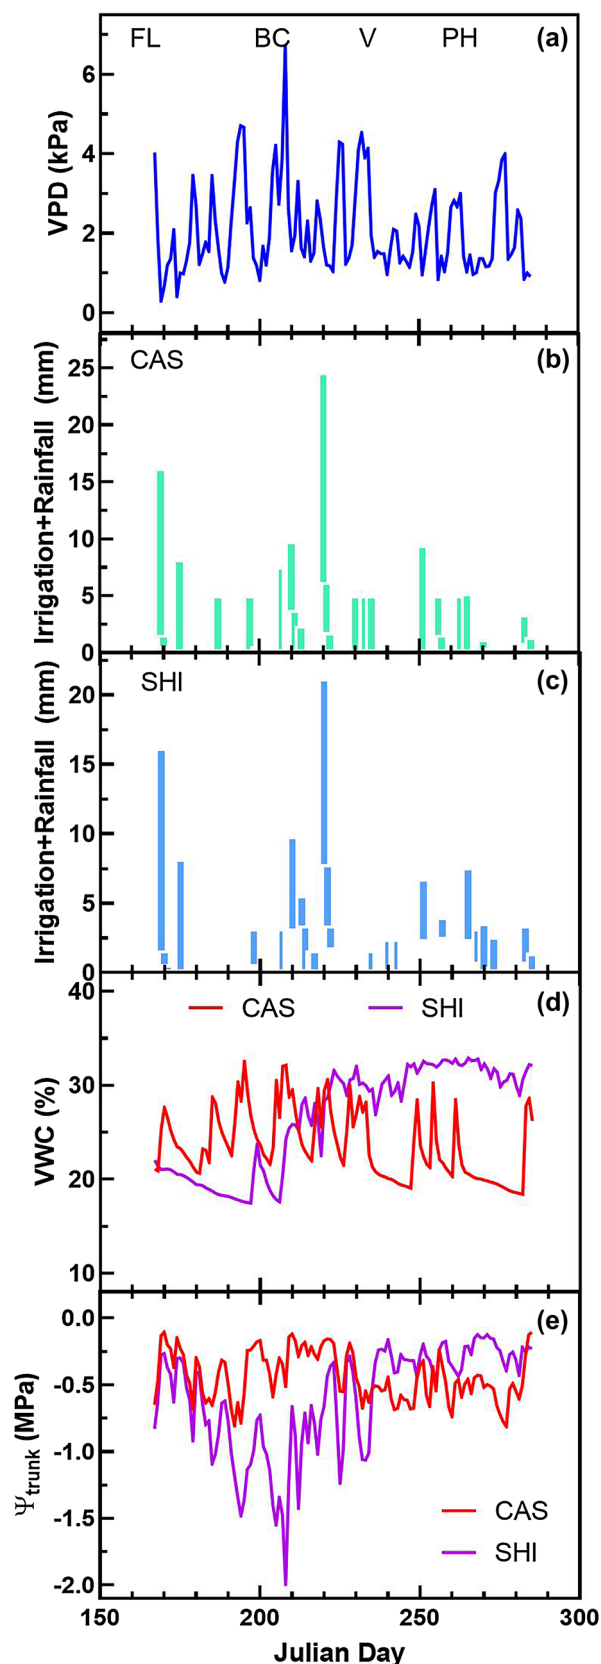 FL BC V PH (a)
6
4
2
0
VPD (kPa)
CAS (b)
25
20
15
10
5
0
Irrigation+Rainfall (mm)
SHI (c)
20
15
10
5
0
Irrigation+Rainfall (mm)
40
30
20
10
VWC (%)
CAS SHI (d)
0.0
-0.5
-1.0
-1.5
-2.0
Ψtrunk (MPa)
(e)
CAS
SHI
150 200 250 300
Julian Day